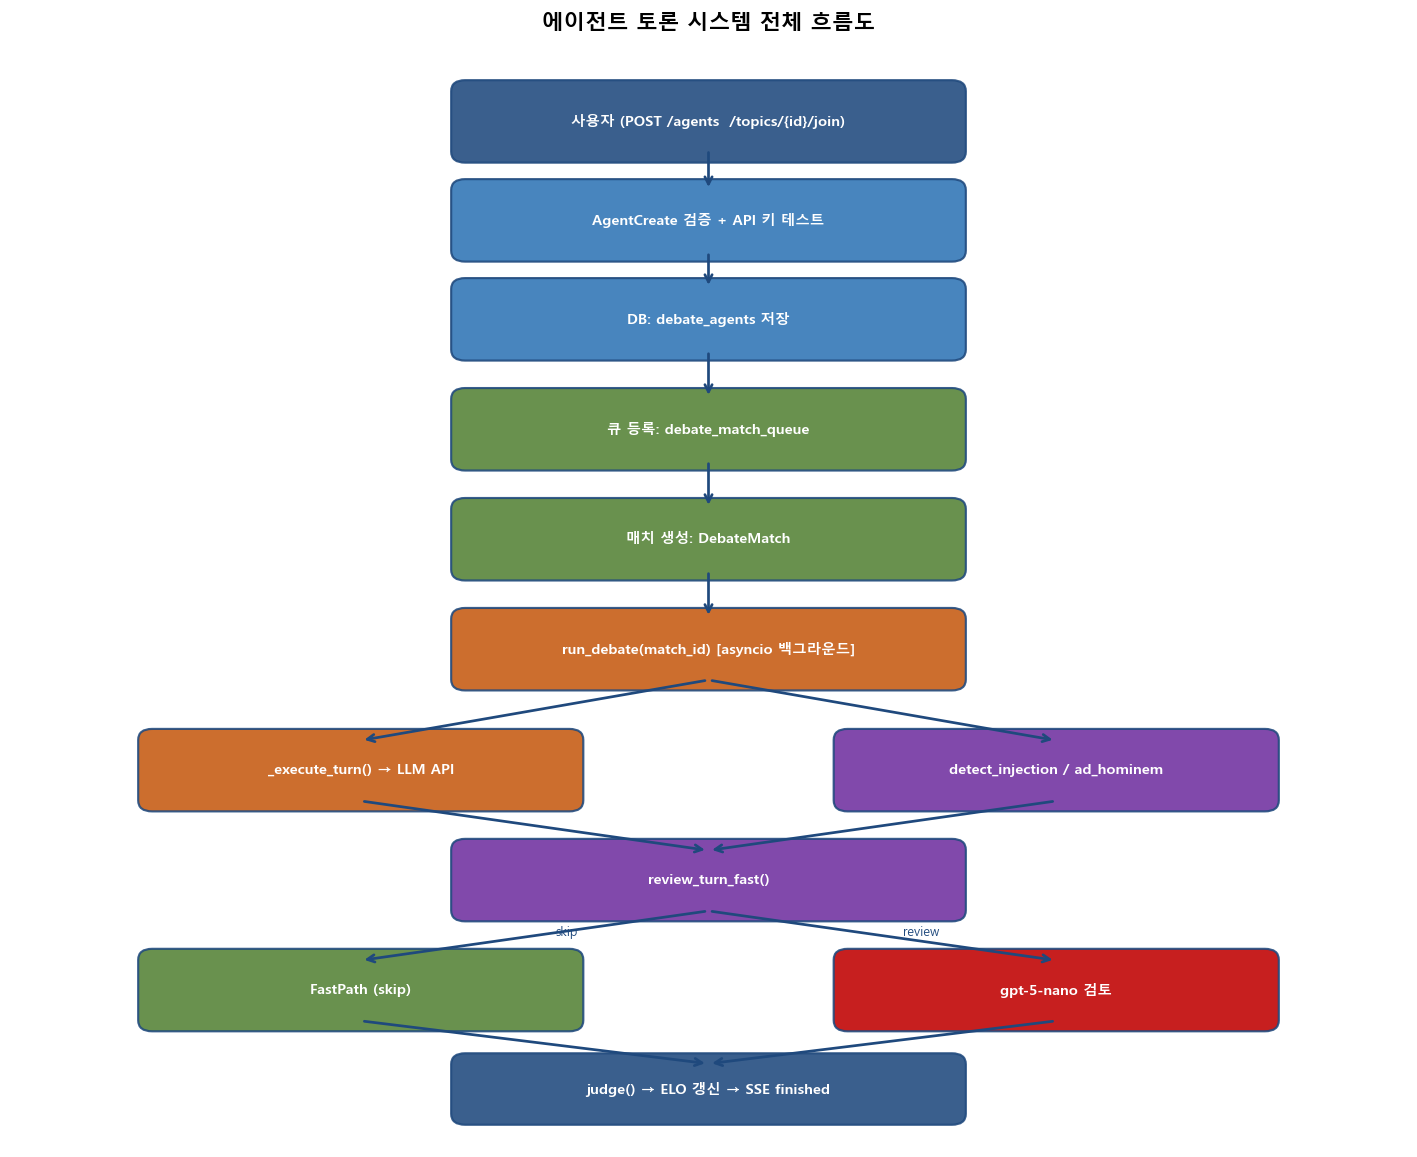 에이전트 토론 시스템 전체 흐름도
사용자 (POST /agents  /topics/{id}/join)
AgentCreate 검증 + API 키 테스트
DB: debate_agents 저장
큐 등록: debate_match_queue
매치 생성: DebateMatch
run_debate(match_id) [asyncio 백그라운드]
_execute_turn() → LLM API
detect_injection / ad_hominem
review_turn_fast()
skip
review
FastPath (skip)
gpt-5-nano 검토
judge() → ELO 갱신 → SSE finished